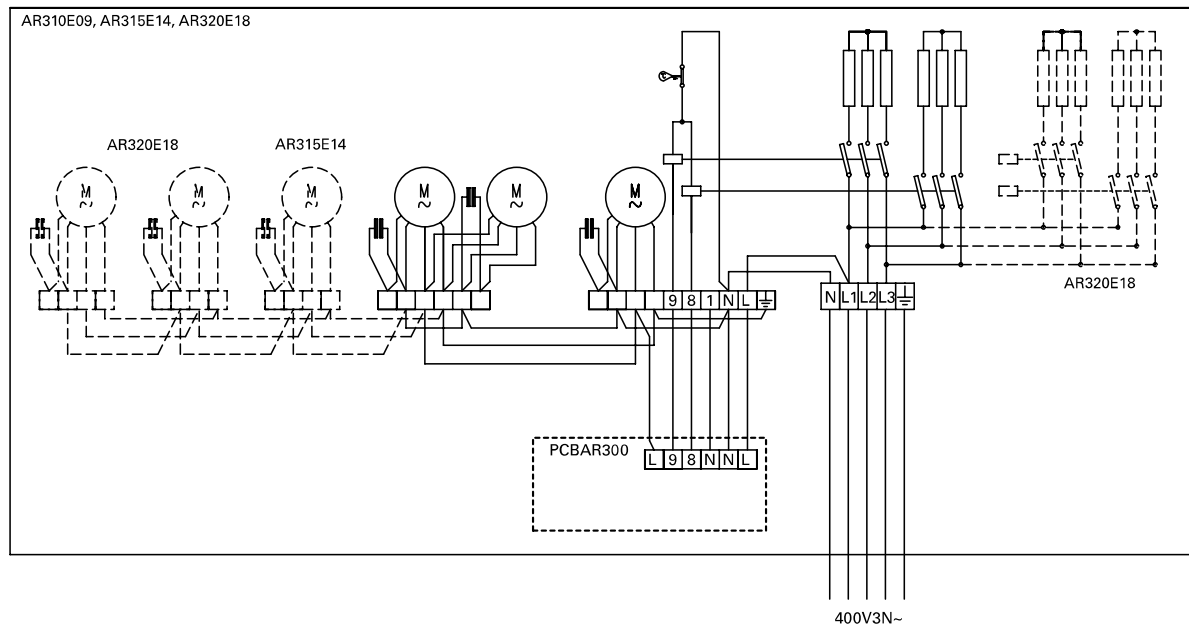 AR310E09, AR315E14, AR320E18
AR320E18
AR315E14
M
~
M
~
M
~
M
~
M
~
M
~
9 8 1 N L
N L1 L2 L3
AR320E18
PCBAR300
L 9 8 N N L
400V3N~